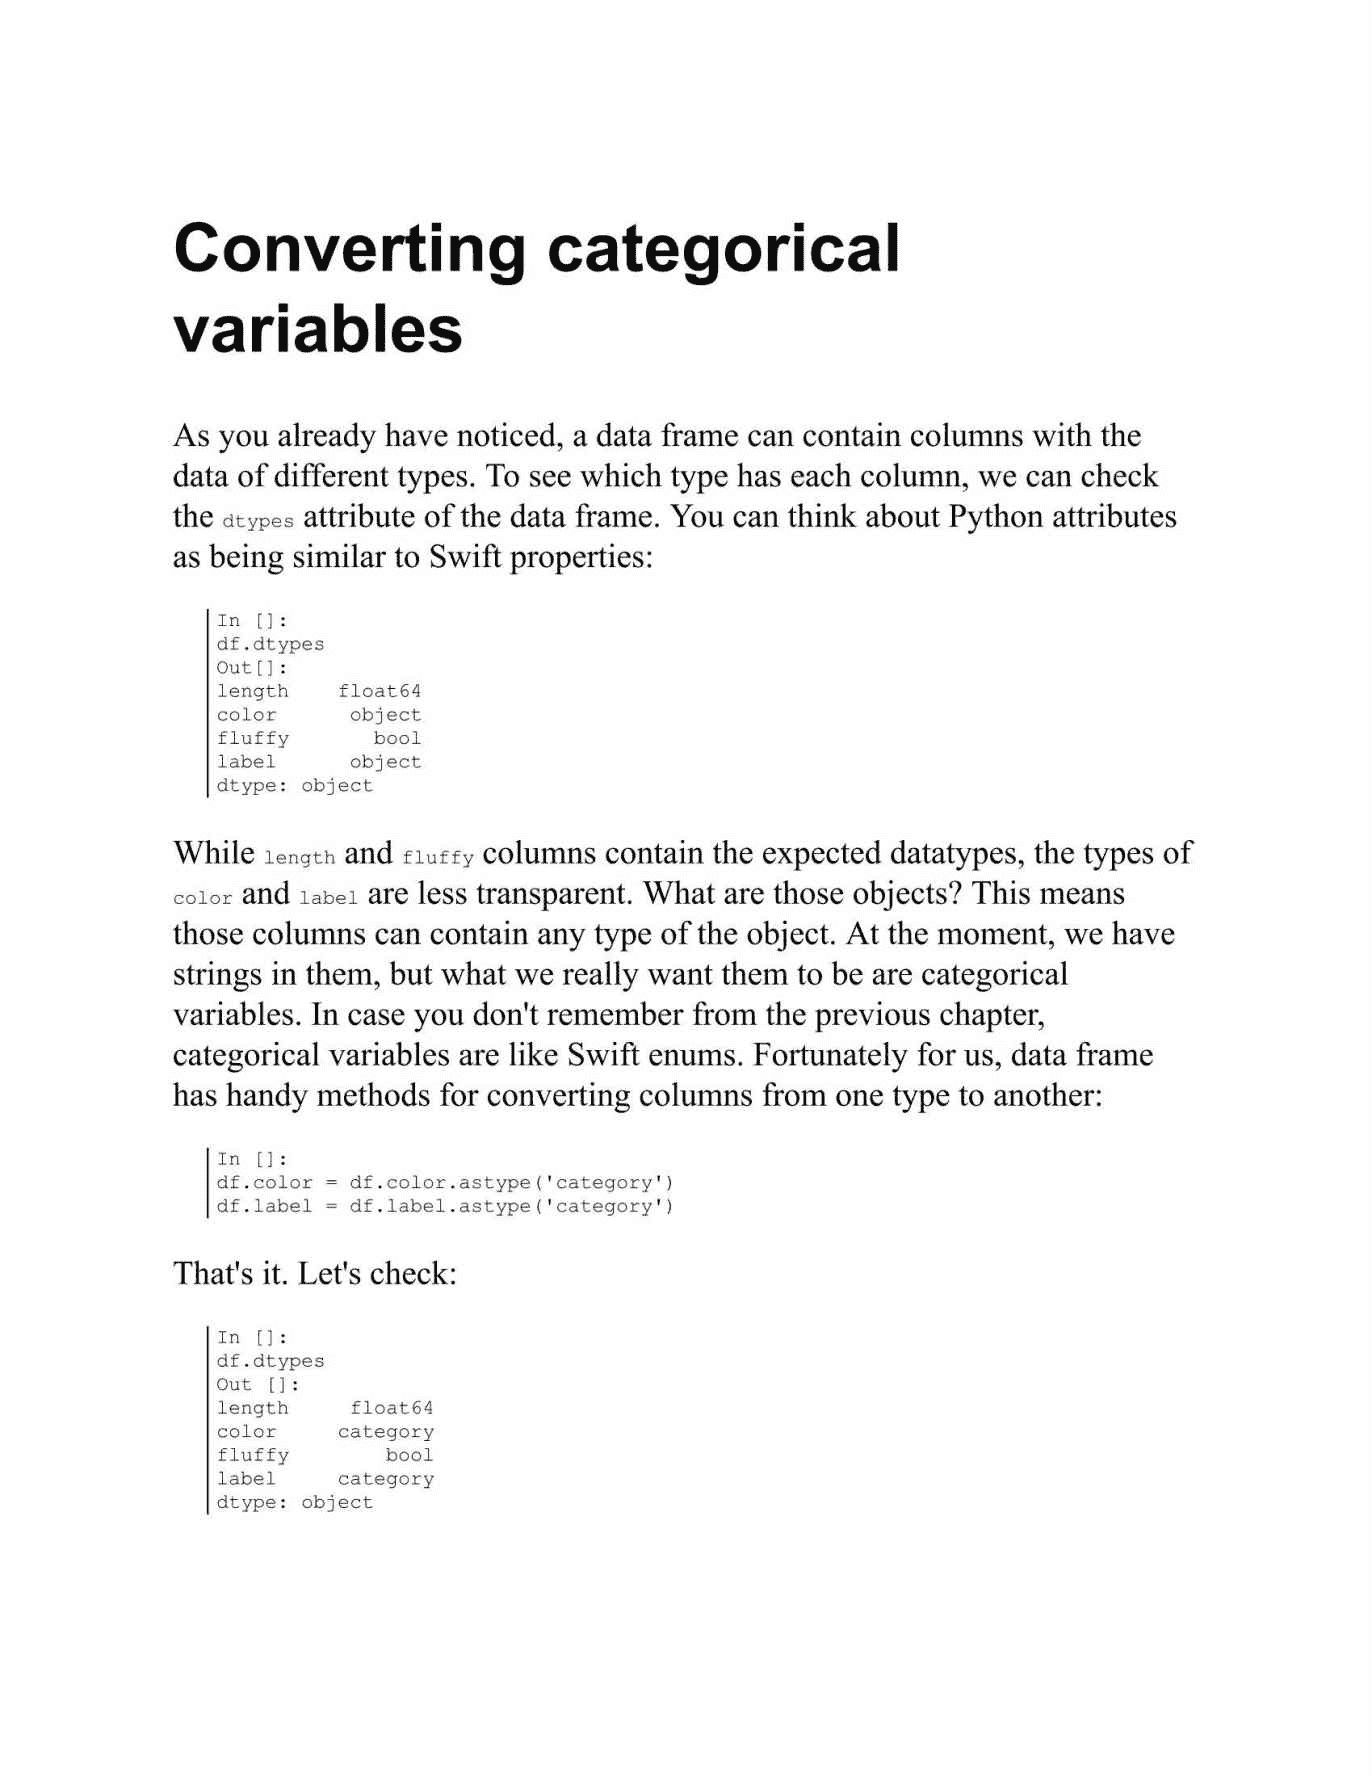 Converting categorical
variables
As you already have noticed, a data frame can contain columns with the
data of different types. To see which type has each column, we can check
the dtypes attribute of the data frame. You can think about Python attributes
as being similar to Swift properties:
In []:
df.dtypes
Out[]:
length    float64
color      object
fluffy       bool
label      object
dtype: object
While length and fluffy columns contain the expected datatypes, the types of
color and label are less transparent. What are those objects? This means
those columns can contain any type of the object. At the moment, we have
strings in them, but what we really want them to be are categorical
variables. In case you don't remember from the previous chapter,
categorical variables are like Swift enums. Fortunately for us, data frame
has handy methods for converting columns from one type to another:
In []:
df.color = df.color.astype('category')
df.label = df.label.astype('category')
That's it. Let's check:
In []:
df.dtypes
Out []:
length     float64
color     category
fluffy        bool
label     category
dtype: object